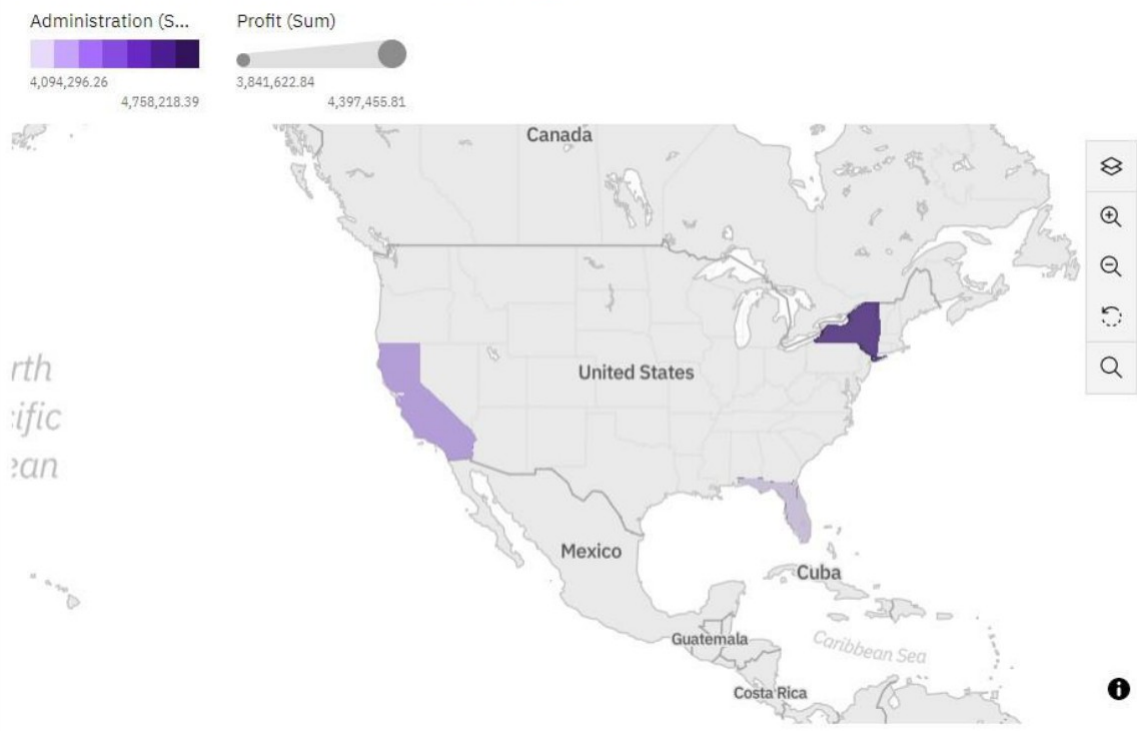 Administration (S...
Profit (Sum)
4,094,296.26
4,758,218.39
3,841,622.84
4,397,455.81
Canada
rth
United States
cific
ean
Mexico
Cuba
Guatemala
Caribbean Sea
Costa Rica